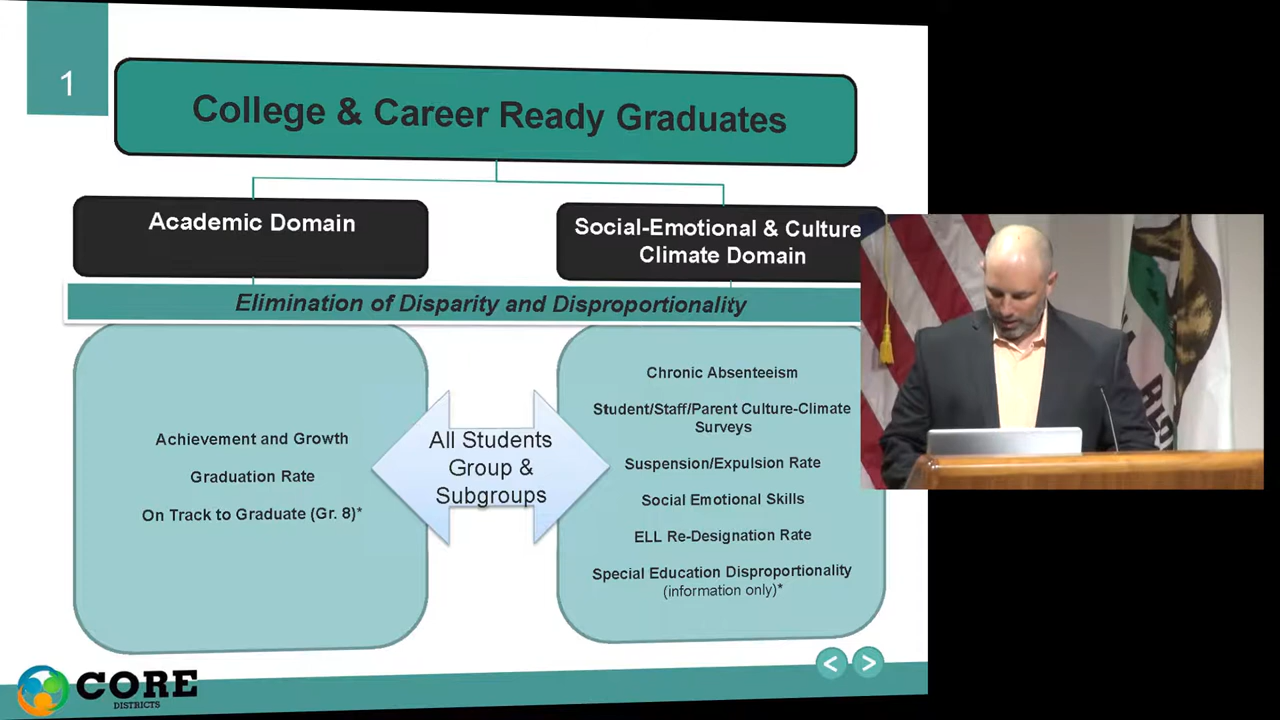 1
College & Career Ready Graduates
Academic Domain
Social-Emotional & Culture
Climate Domain
Elimination of Disparity and Disproportionality
Achievement and Growth
Graduation Rate
On Track to Graduate (Gr. 8)*
All Students
Group &
Subgroups
Chronic Absenteeism
Student/Staff/Parent Culture-Climate
Surveys
Suspension/Expulsion Rate
Social Emotional Skills
ELL Re-Designation Rate
Special Education Disproportionality
(information only)*
< >
CORE
DISTRICTS